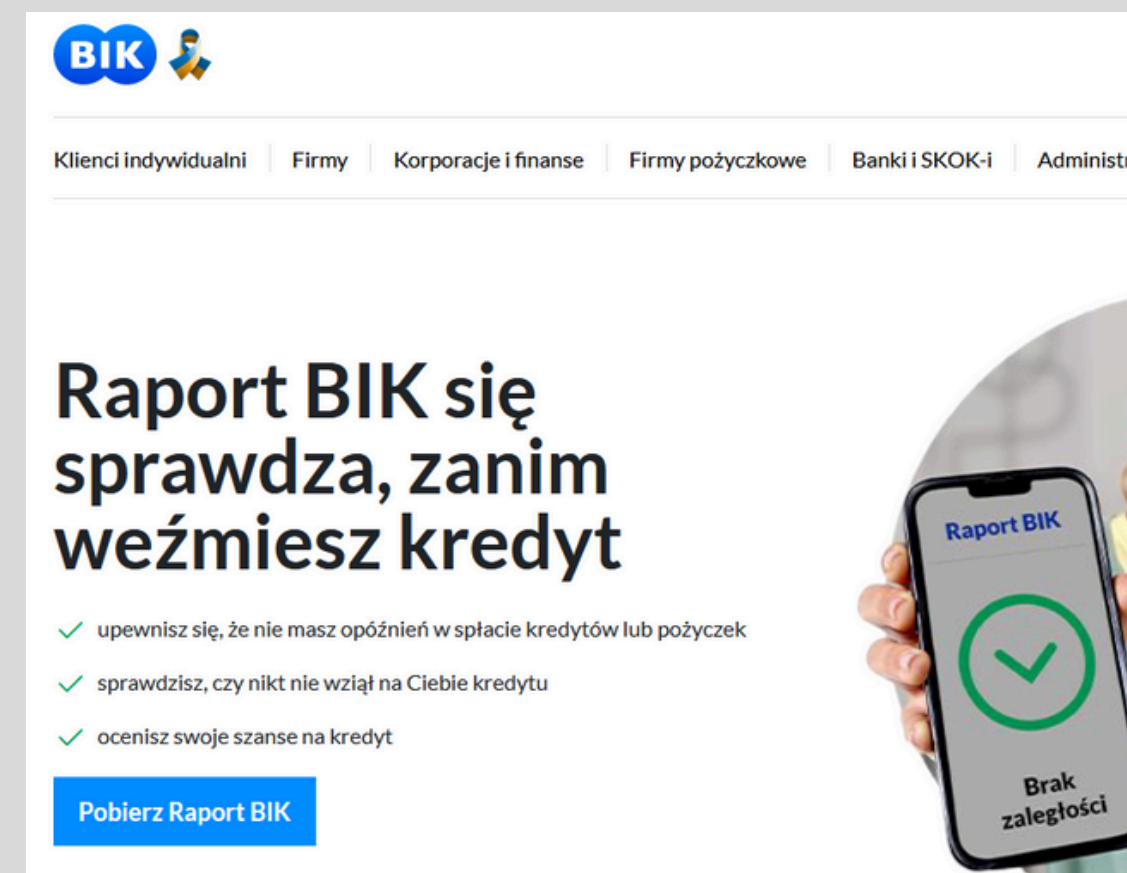 BIK
Klienci indywidualni
Firmy
Korporacje i finanse
Firmy pożyczkowe
Banki i SKOK-i
Administr
Raport BIK się
sprawdza, zanim
weźmiesz kredyt
upewnisz się, że nie masz opóźnień w spłacie kredytów lub pożyczek
sprawdzisz, czy nikt nie wziął na Ciebie kredytu
ocenisz swoje szanse na kredyt
Pobierz Raport BIK
Raport BIK
Brak
zaległości